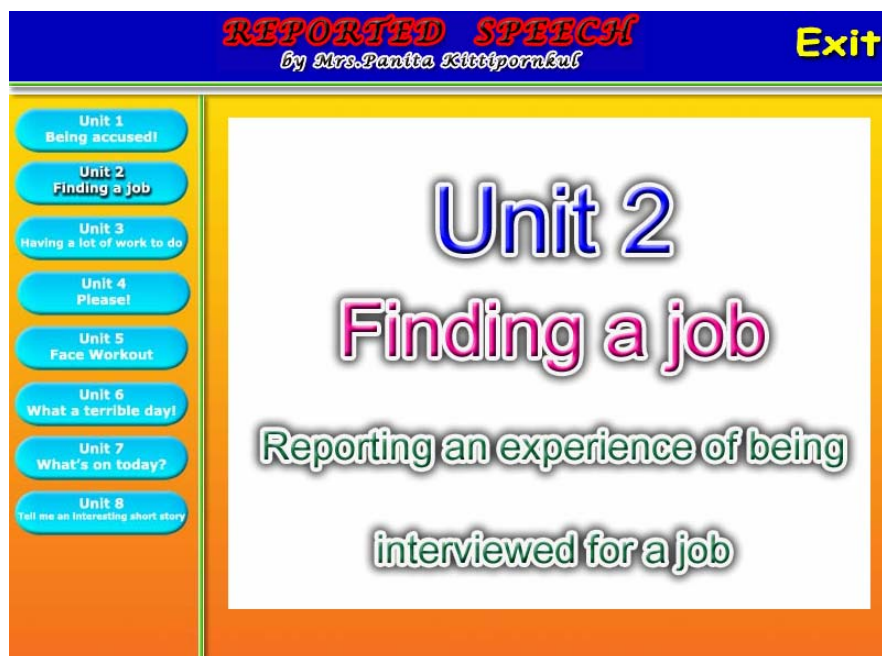 REPORTED SPEECH
by Mrs.Panita Kittipornkul
Exit
Unit 1
Being accused!
Unit 2
Finding a job
Unit 3
Having a lot of work to do
Unit 4
Please!
Unit 5
Face Workout
Unit 6
What a terrible day!
Unit 7
What's on today?
Unit 8
Tell me an interesting short story
Unit 2
Finding a job
Reporting an experience of being
interviewed for a job